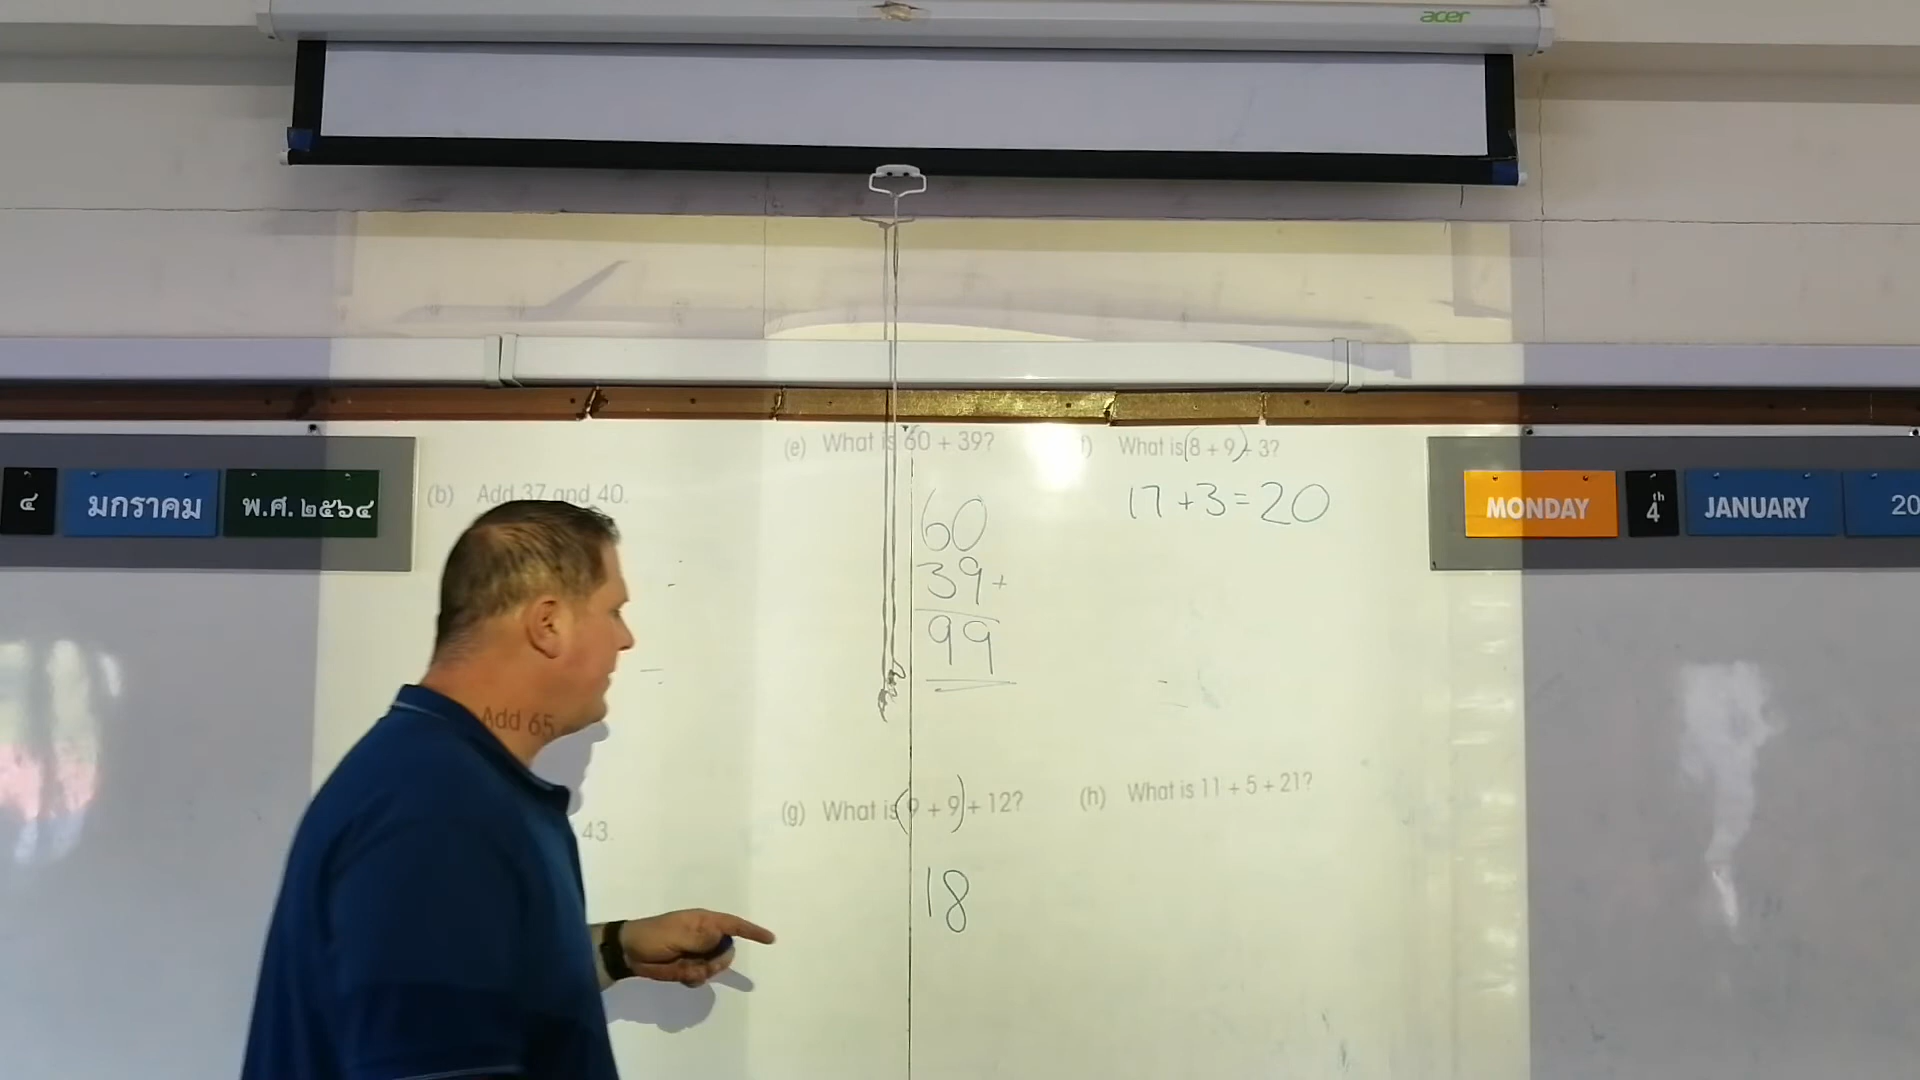 acer
๔ มกราคม พ.ศ. ๒๕๖๔
MONDAY 4th JANUARY 20
(b) Add 37 and 40.
Add 65
43.
(e) What is 60 + 39?
60
39+
99
f) What is (8 + 9) + 3?
17+3=20
(g) What is (9 + 9) + 12?
18
(h) What is 11 + 5 + 21?